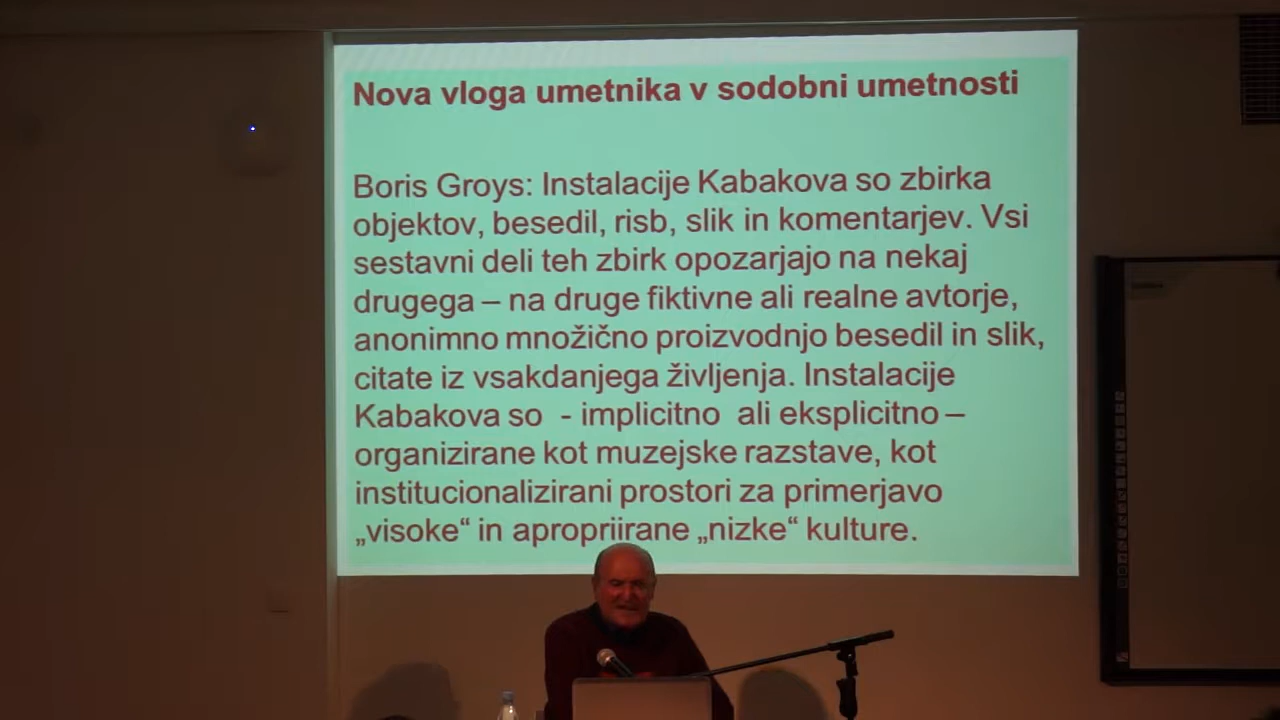 Nova vloga umetnika v sodobni umetnosti
Boris Groys: Instalacije Kabakova so zbirka
objektov, besedil, risb, slik in komentarjev. Vsi
sestavni deli teh zbirk opozarjajo na nekaj
drugega – na druge fiktivne ali realne avtorje,
anonimno množično proizvodnjo besedil in slik,
citate iz vsakdanjega življenja. Instalacije
Kabakova so - implicitno ali eksplicitno –
organizirane kot muzejske razstave, kot
institucionalizirani prostori za primerjavo
„visoke“ in apropriirane „nizke“ kulture.